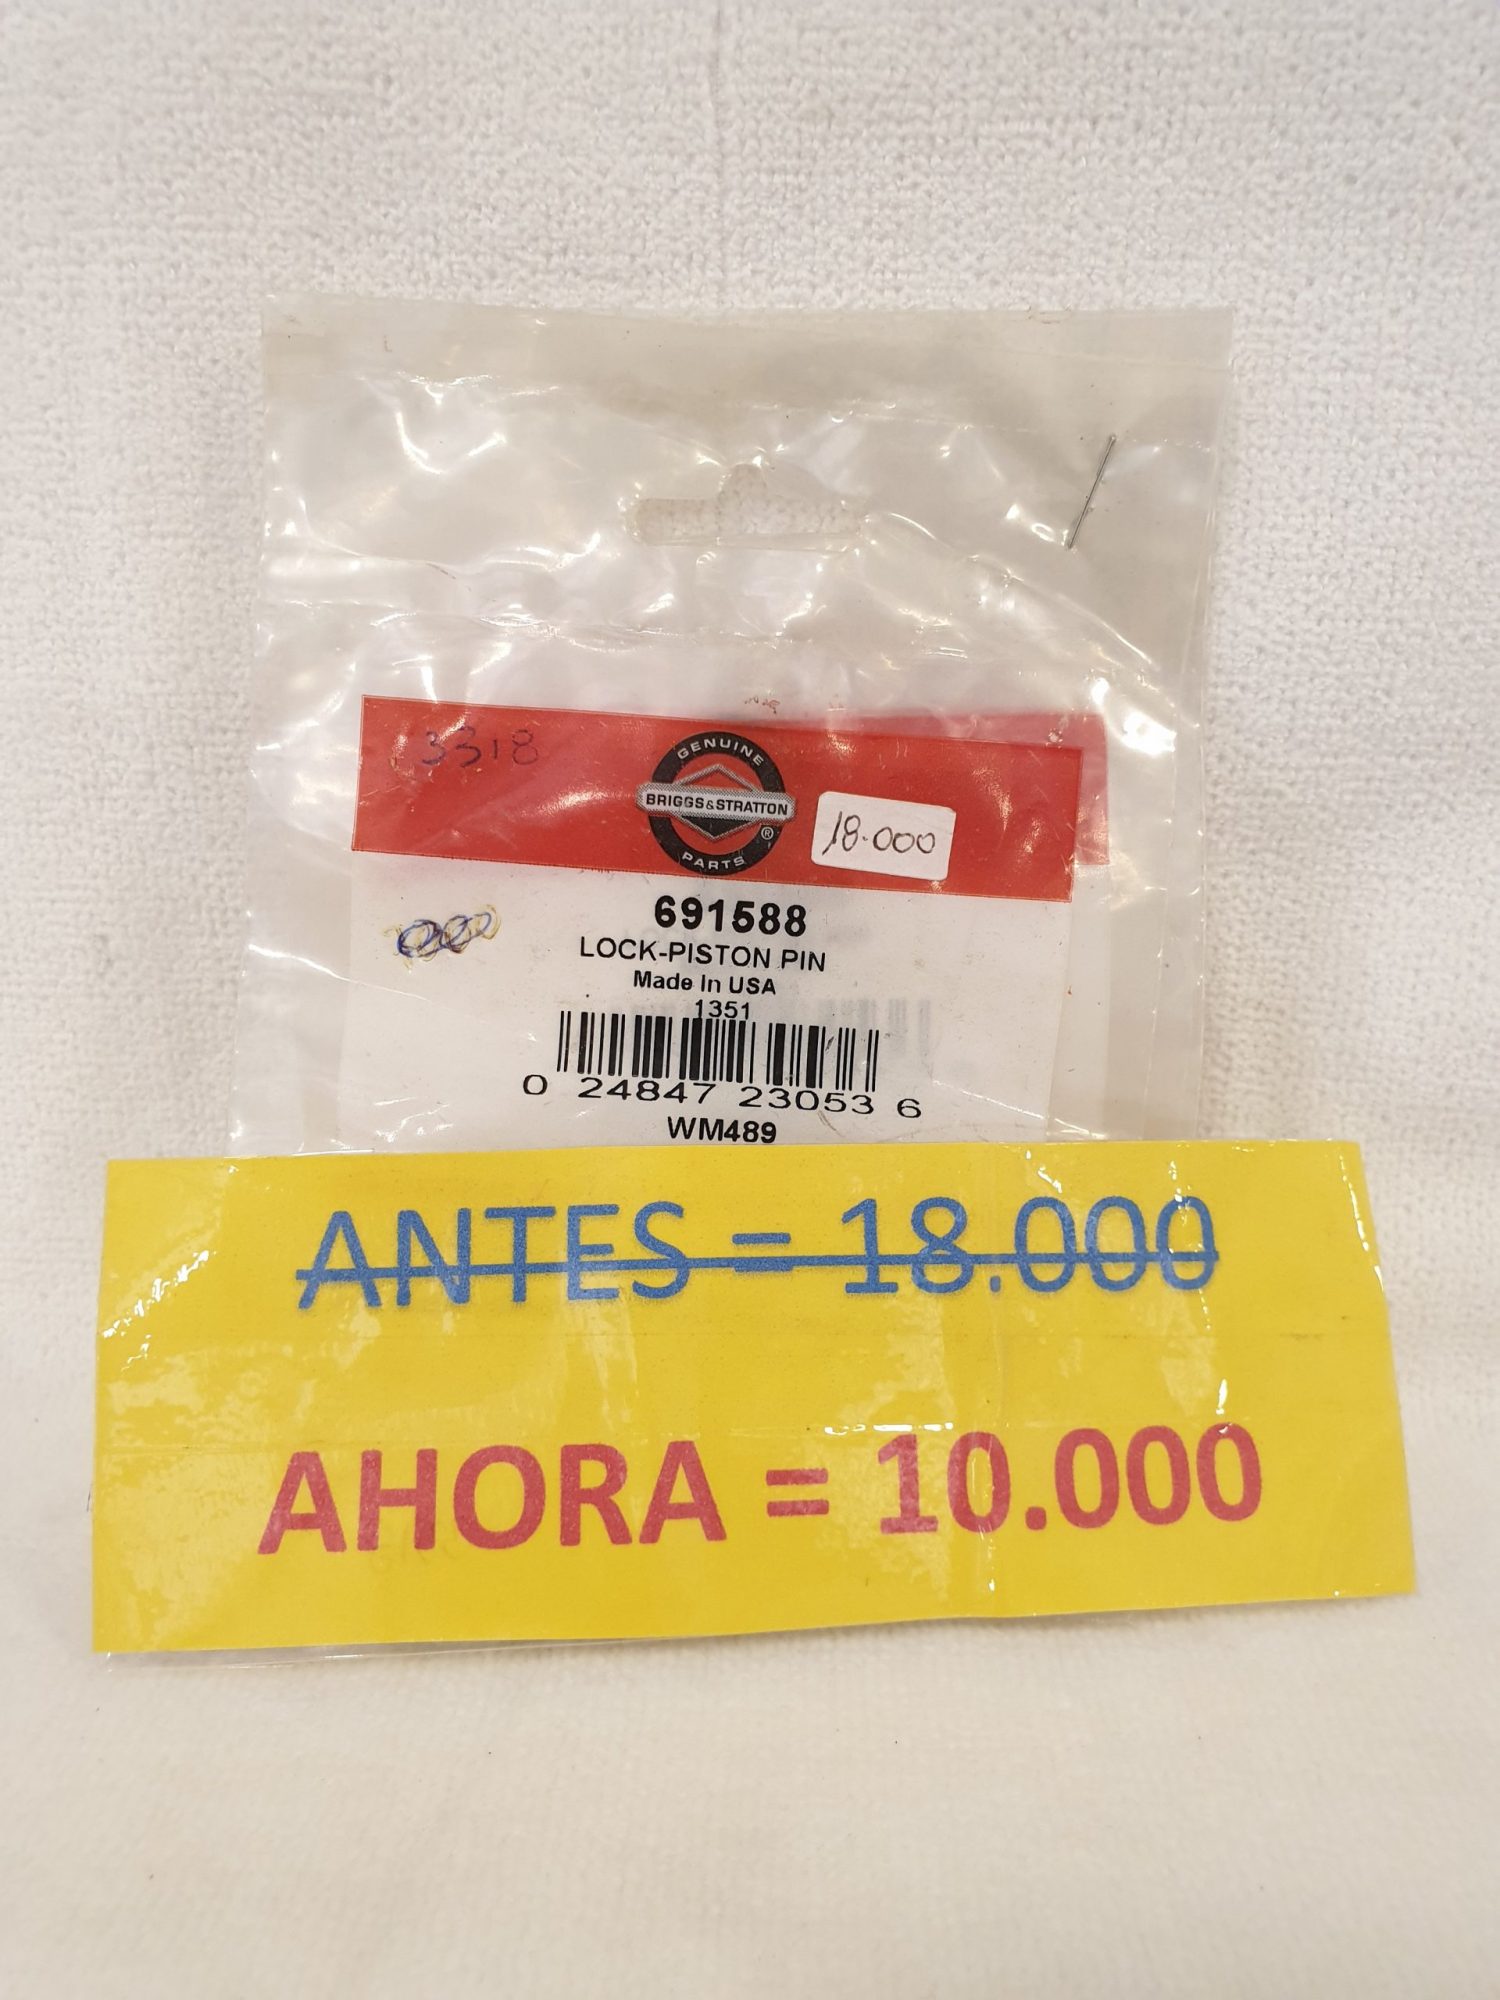 3318
GENUINE
BRIGGS&STRATTON
®
PARTS
18.000
691588
LOCK-PISTON PIN
Made In USA
1351
0 24847 23053 6
WM489
ANTES = 18.000
AHORA = 10.000